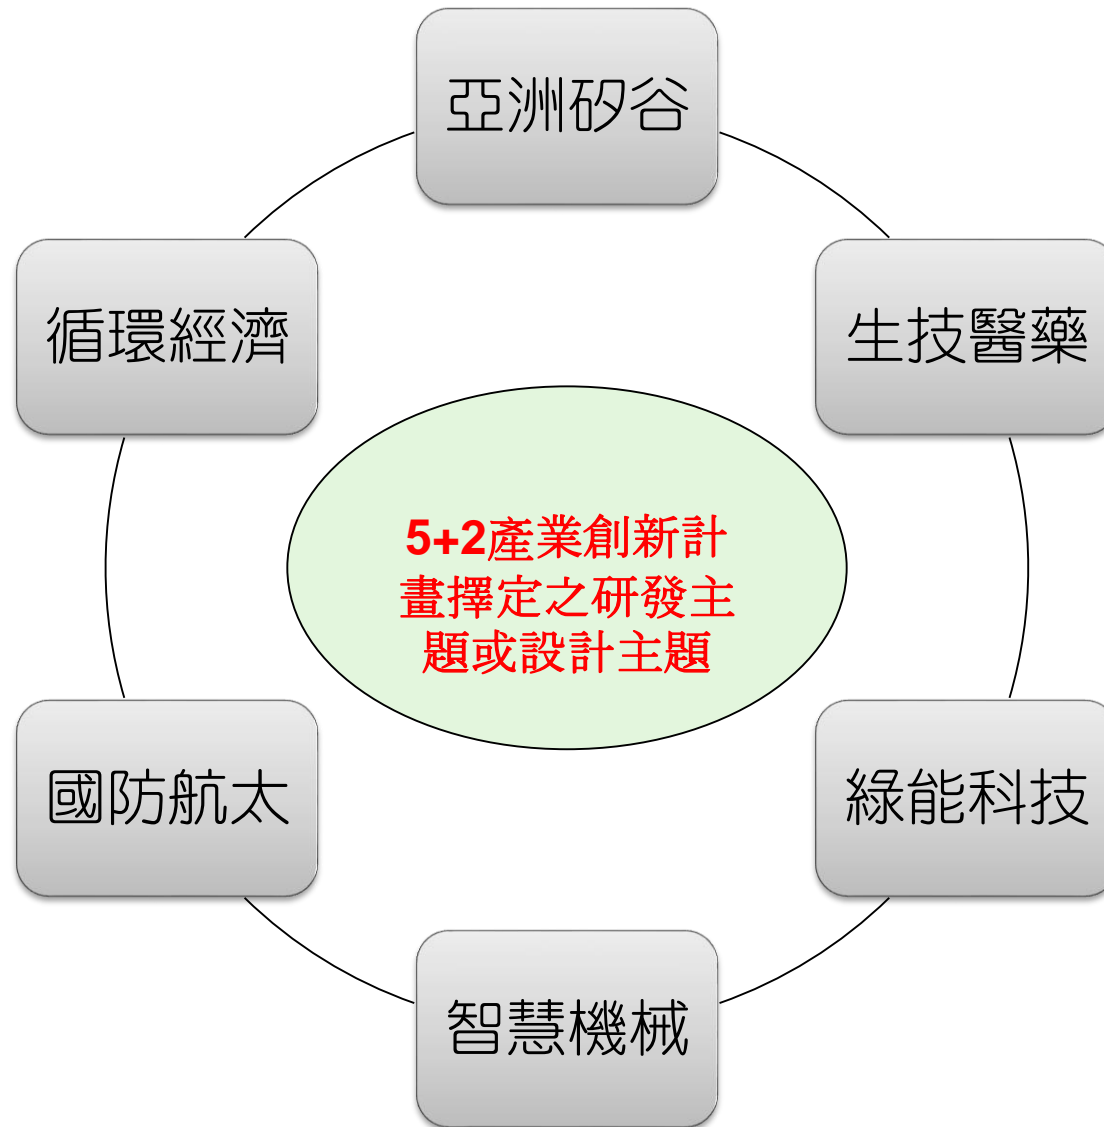 亞洲矽谷
循環經濟
生技醫藥
5+2產業創新計
畫擇定之研發主
題或設計主題
國防航太
綠能科技
智慧機械